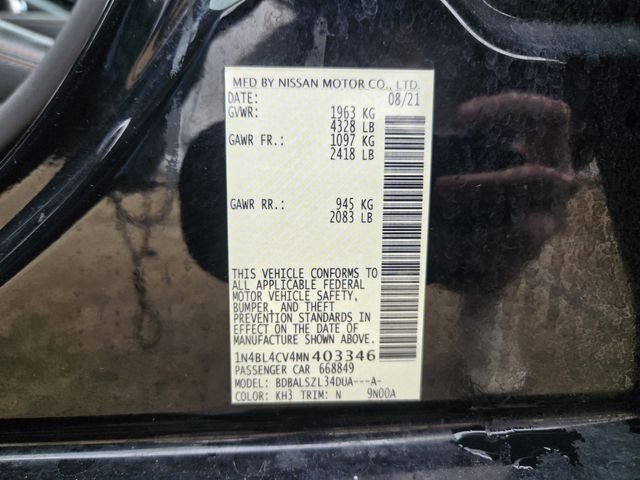 MFD BY NISSAN MOTOR CO., LTD.
DATE: 08/21
GVWR: 1963 KG
4328 LB
GAWR FR.: 1097 KG
2418 LB
GAWR RR.: 945 KG
2083 LB
THIS VEHICLE CONFORMS TO
ALL APPLICABLE FEDERAL
MOTOR VEHICLE SAFETY,
BUMPER, AND THEFT
PREVENTION STANDARDS IN
EFFECT ON THE DATE OF
MANUFACTURE SHOWN ABOVE.
1N4BL4CV4MN403346
PASSENGER CAR 668849
MODEL: BDBALSZL34DUA---A-
COLOR: KH3 TRIM: N 9N00A